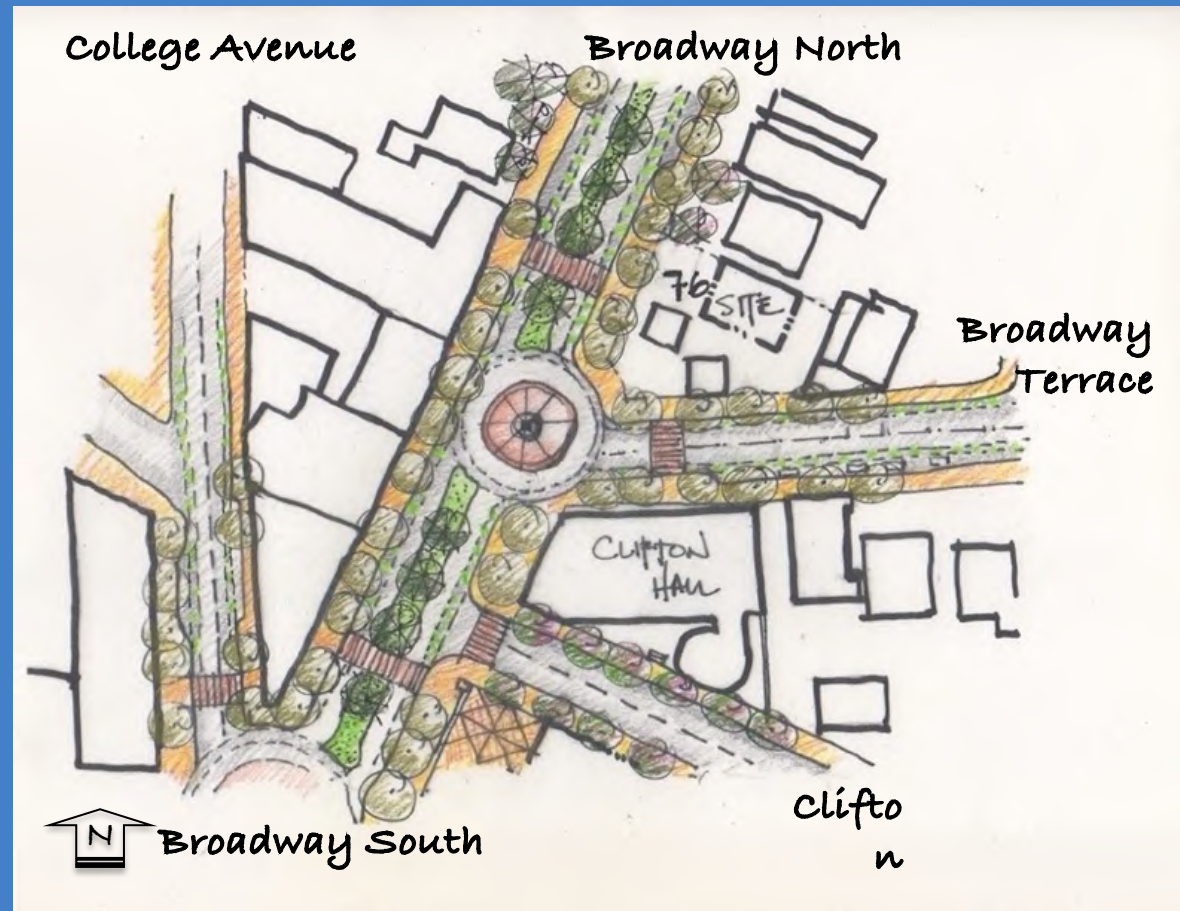 College Avenue
Broadway North
76
SITE
Broadway
Terrace
CLIFTON
HALL
Clifto
n
N
Broadway South